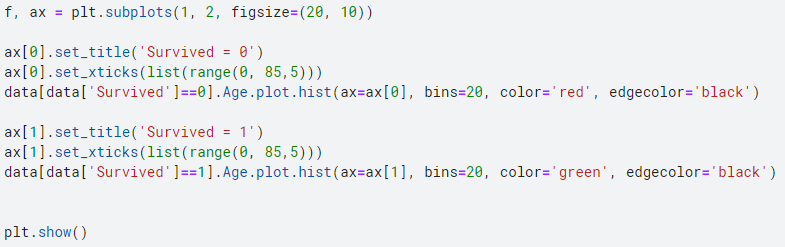 f, ax = plt.subplots(1, 2, figsize=(20, 10))
ax[0].set_title('Survived = 0')
ax[0].set_xticks(list(range(0, 85,5)))
data[data['Survived']==0].Age.plot.hist(ax=ax[0], bins=20, color='red', edgecolor='black')
ax[1].set_title('Survived = 1')
ax[1].set_xticks(list(range(0, 85,5)))
data[data['Survived']==1].Age.plot.hist(ax=ax[1], bins=20, color='green', edgecolor='black')
plt.show()